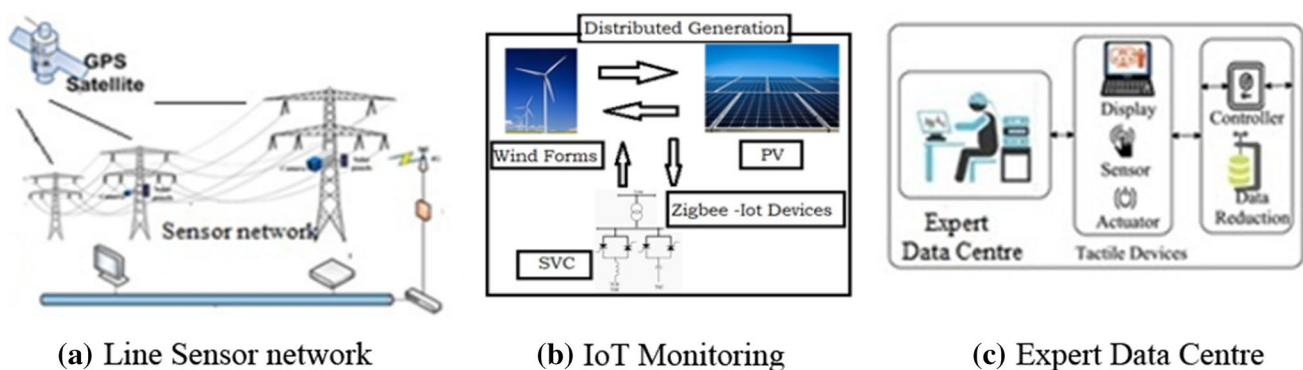 GPS
Satellite
Sensor network
(a) Line Sensor network
Distributed Generation
Wind Forms
PV
Zigbee -Iot Devices
SVC
(b) IoT Monitoring
Expert
Data Centre
Display
Sensor
Actuator
Tactile Devices
Controller
Data
Reduction
(c) Expert Data Centre